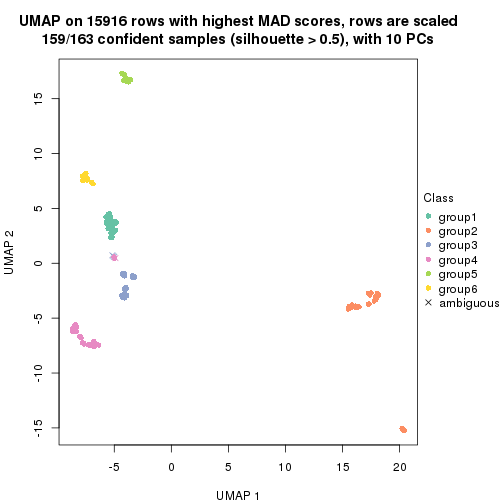 UMAP on 15916 rows with highest MAD scores, rows are scaled
159/163 confident samples (silhouette > 0.5), with 10 PCs
15
10
5
0
-5
-10
-15
UMAP 2
-5
0
5
10
15
20
UMAP 1
Class
group1
group2
group3
group4
group5
group6
ambiguous